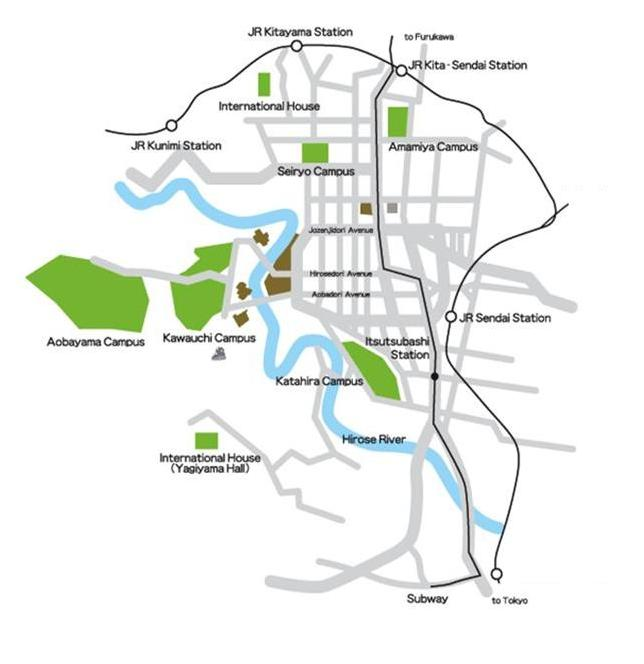 JR Kitayama Station
to Furukawa
JR Kita-Sendai Station
International House
JR Kunimi Station
Amamiya Campus
Seiryo Campus
Jozenjidori Avenue
Hirosedori Avenue
Aobadori Avenue
JR Sendai Station
Aobayama Campus
Kawauchi Campus
Itsutsubashi
Station
Katahira Campus
Hirose River
International House
(Yagiyama Hall)
Subway
to Tokyo